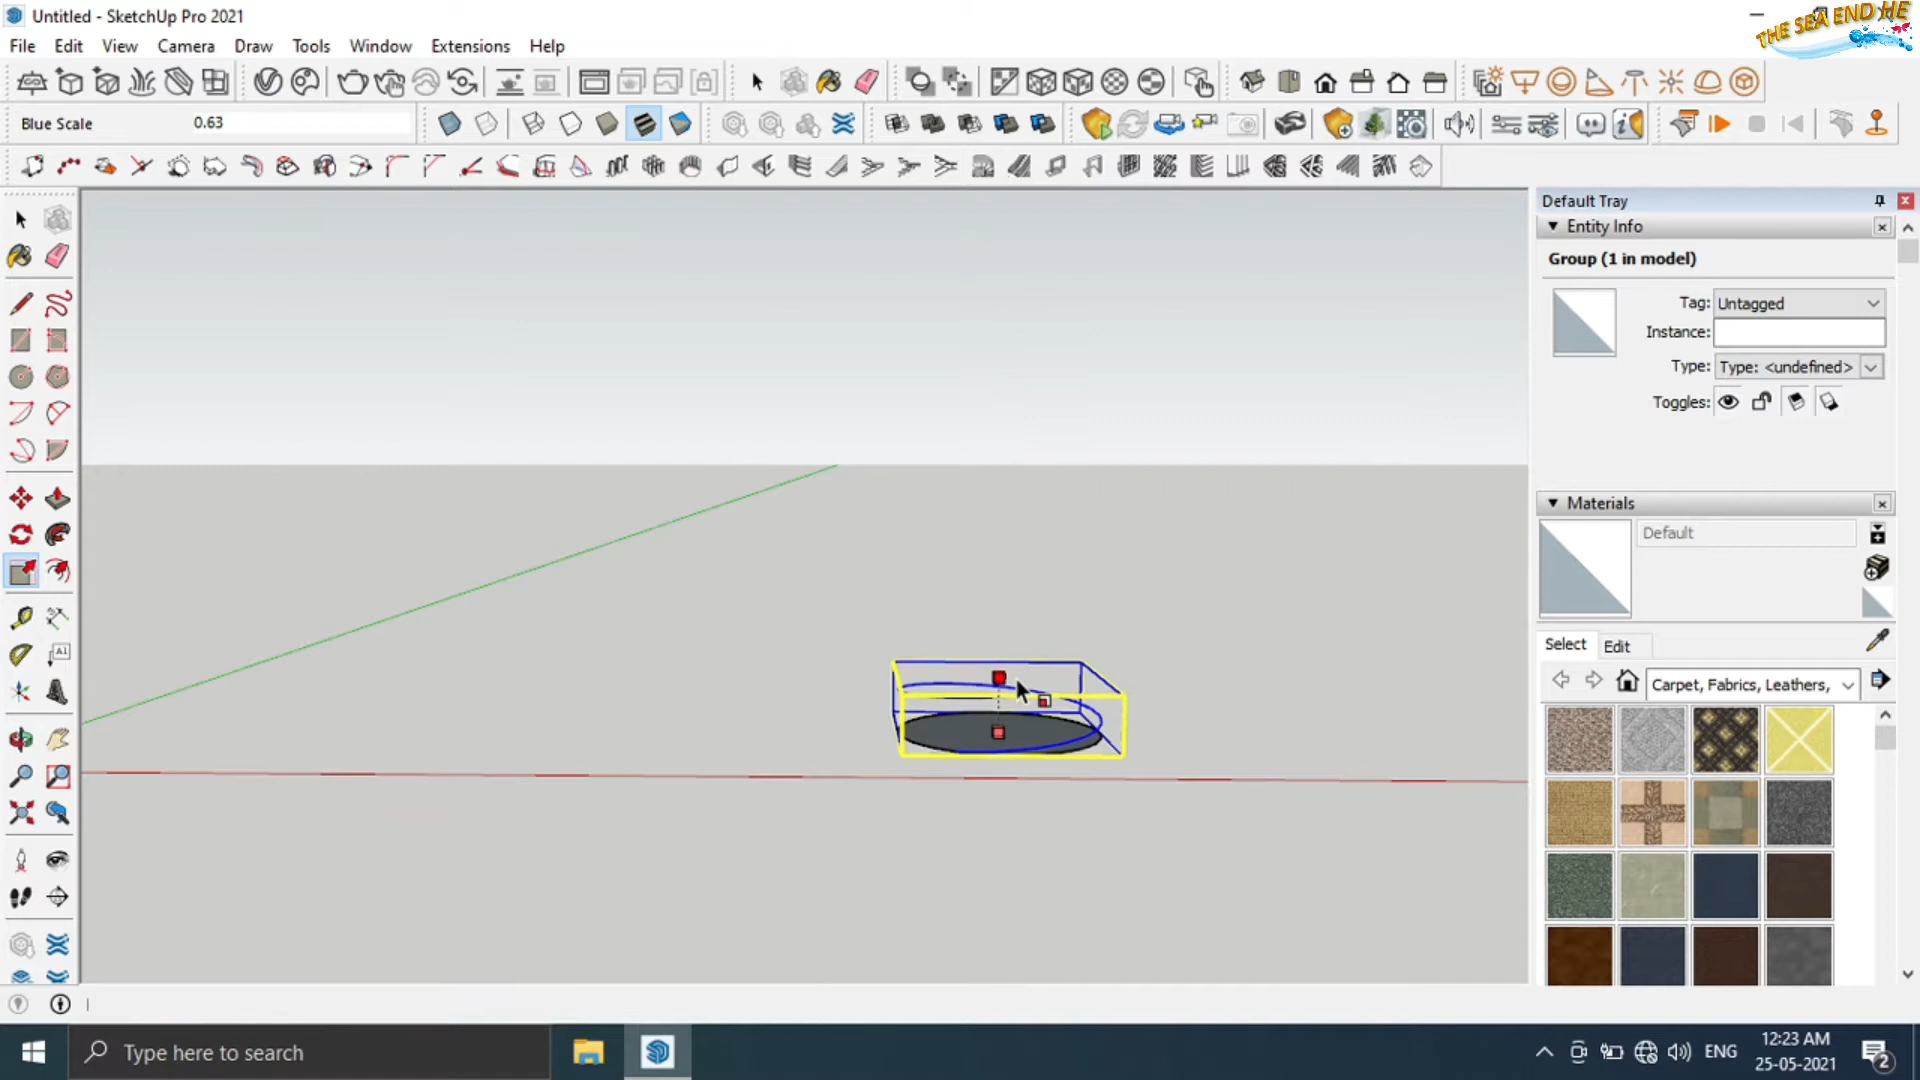 Untitled - SketchUp Pro 2021
THE SEA END HE
File Edit View Camera Draw Tools Window Extensions Help
Blue Scale 0.63
Default Tray
Entity Info
Group (1 in model)
Tag: Untagged
Instance:
Type: Type: <undefined>
Toggles:
Materials
Default
Select Edit
Carpet, Fabrics, Leathers,
A1
Type here to search
ENG
12:23 AM
25-05-2021
2